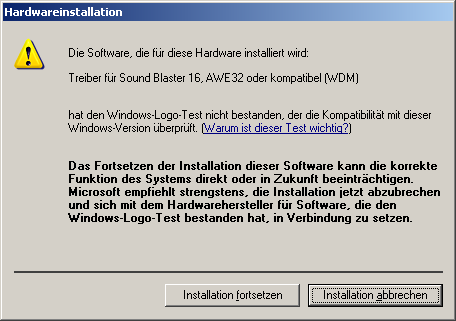 Hardwareinstallation
Die Software, die für diese Hardware installiert wird:
Treiber für Sound Blaster 16, AWE32 oder kompatibel (WDM)
hat den Windows-Logo-Test nicht bestanden, der die Kompatibilität mit dieser
Windows-Version überprüft. (Warum ist dieser Test wichtig?)
Das Fortsetzen der Installation dieser Software kann die korrekte
Funktion des Systems direkt oder in Zukunft beeinträchtigen.
Microsoft empfiehlt strengstens, die Installation jetzt abzubrechen
und sich mit dem Hardwarehersteller für Software, die den
Windows-Logo-Test bestanden hat, in Verbindung zu setzen.
Installation fortsetzen Installation abbrechen